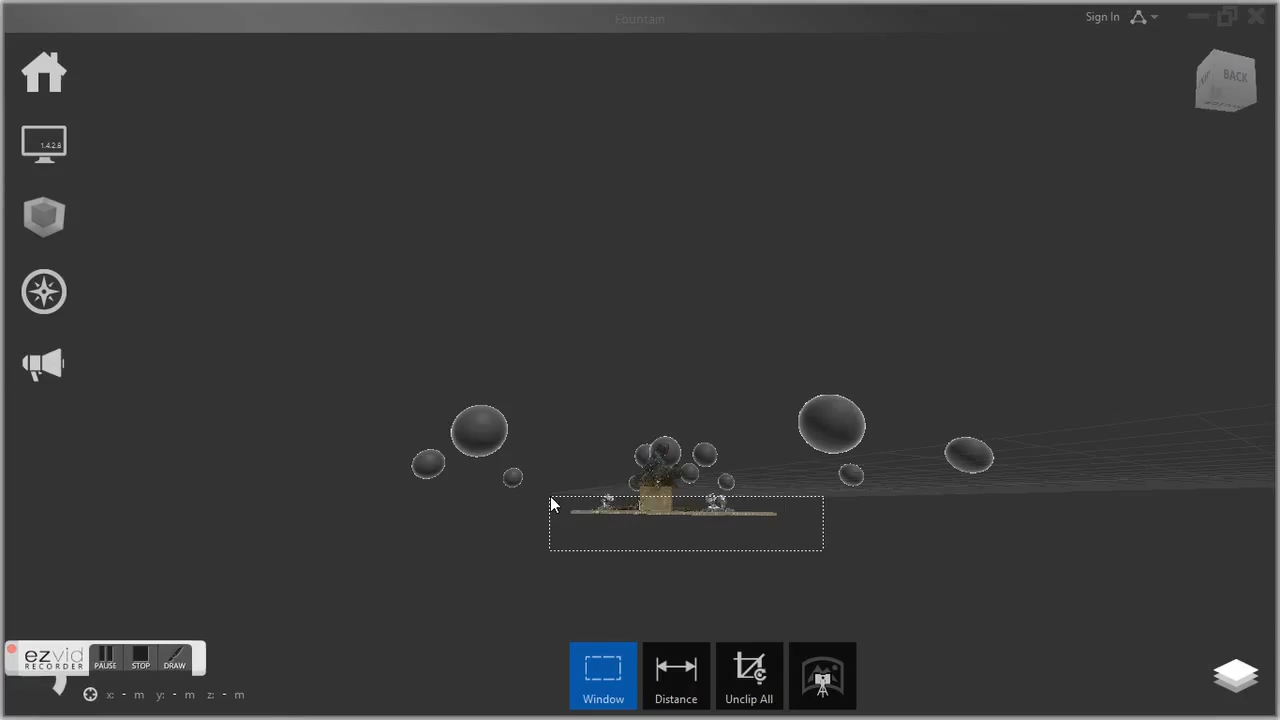 Fountain
Sign In
BACK
1.4.2.8
ezvid
RECORDER
PAUSE
STOP
DRAW
x: - m y: - m z: - m
Window
Distance
Unclip All